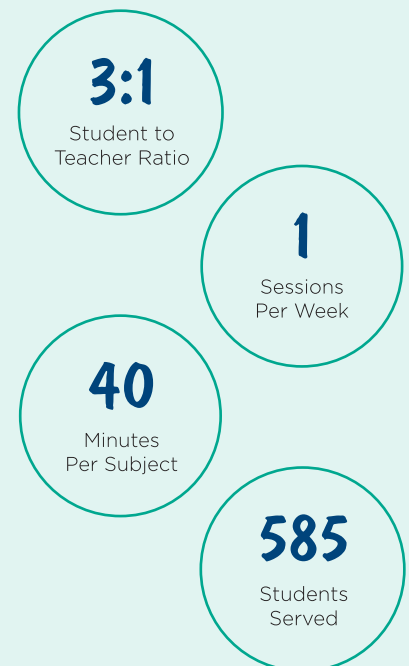 3:1
Student to
Teacher Ratio
1
Sessions
Per Week
40
Minutes
Per Subject
585
Students
Served